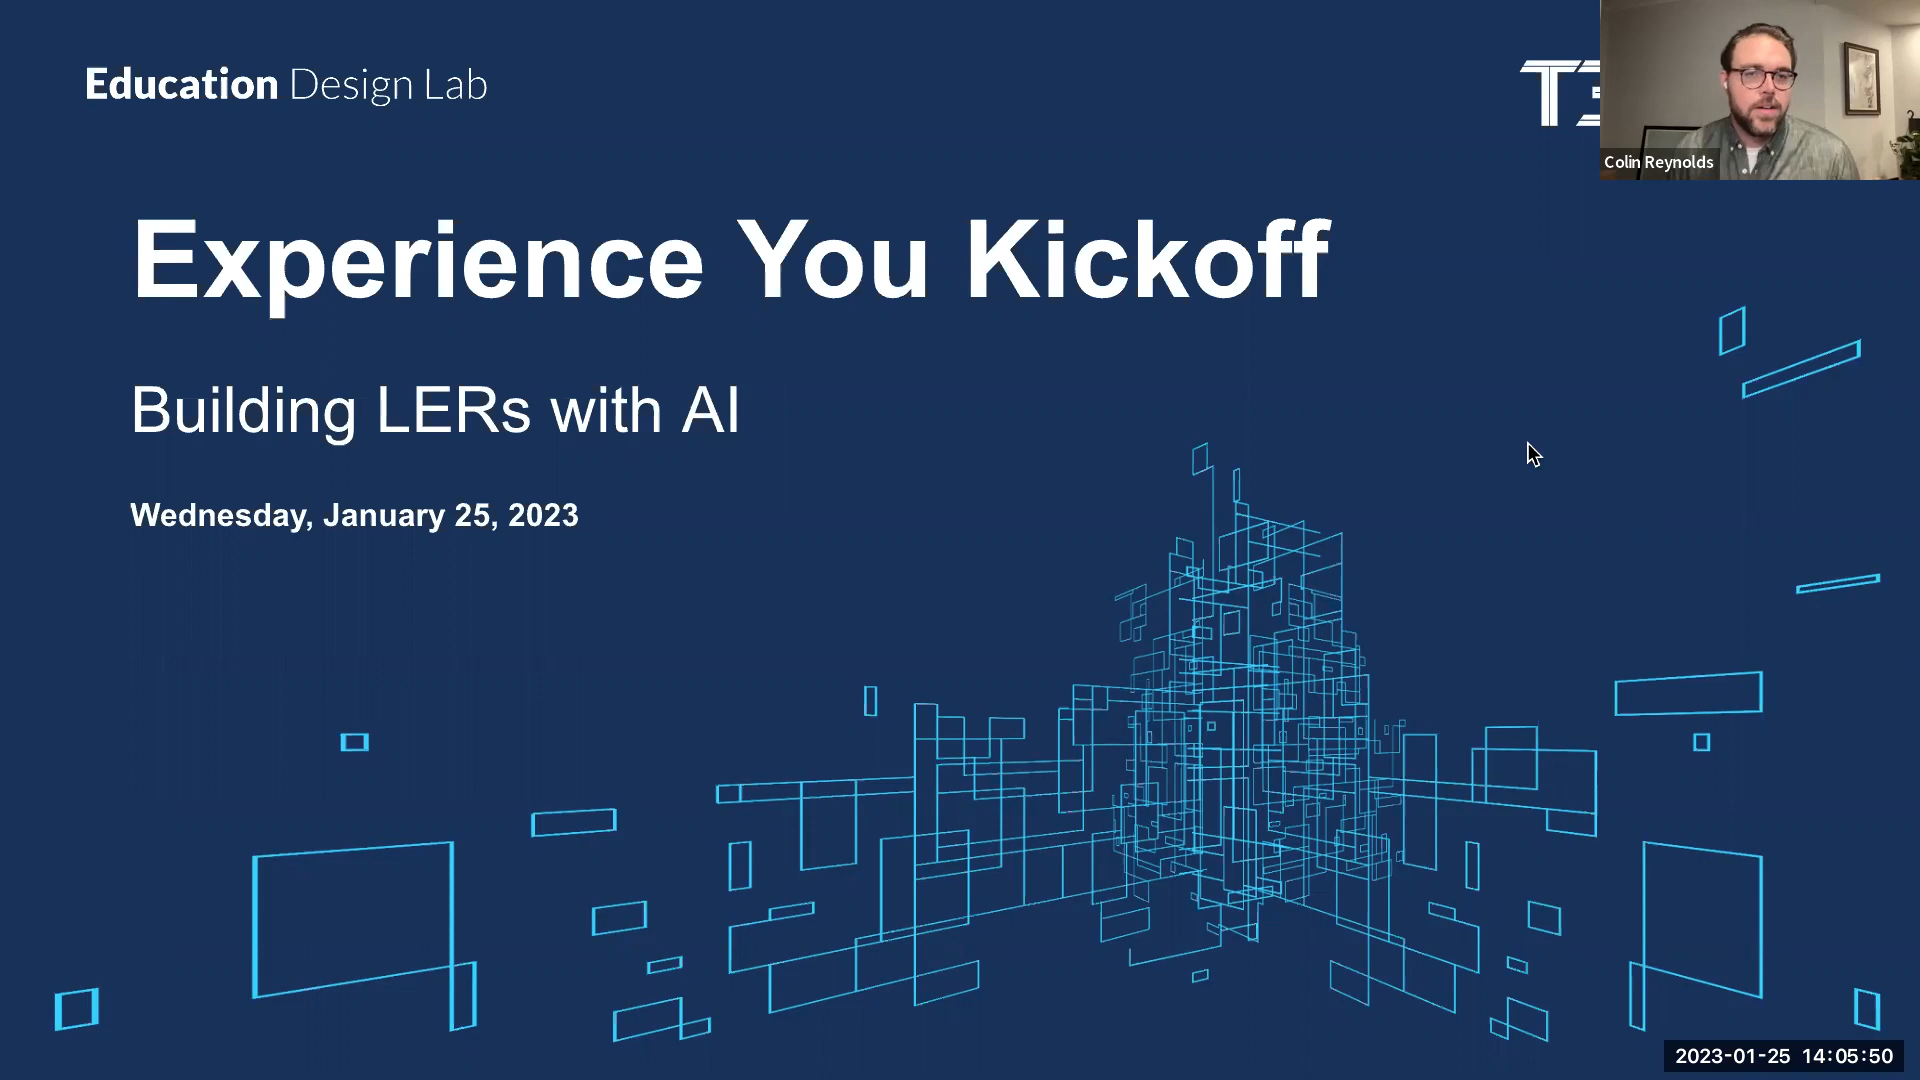 Education Design Lab
T3
Colin Reynolds
Experience You Kickoff
Building LERs with AI
Wednesday, January 25, 2023
2023-01-25 14:05:50